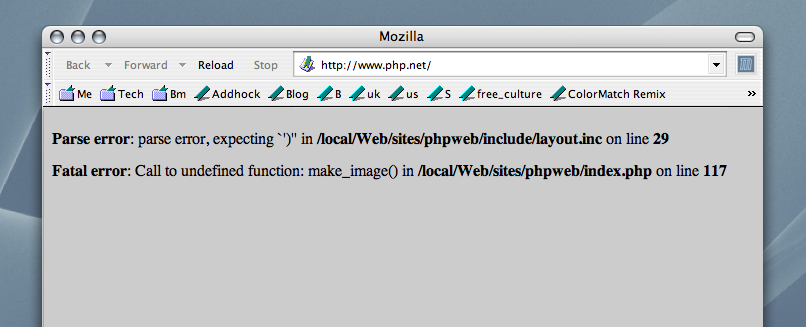 Mozilla
Back Forward Reload Stop http://www.php.net/
Me Tech Bm Addhock Blog B uk us S free_culture ColorMatch Remix »
Parse error: parse error, expecting `')'' in /local/Web/sites/phpweb/include/layout.inc on line 29
Fatal error: Call to undefined function: make_image() in /local/Web/sites/phpweb/index.php on line 117